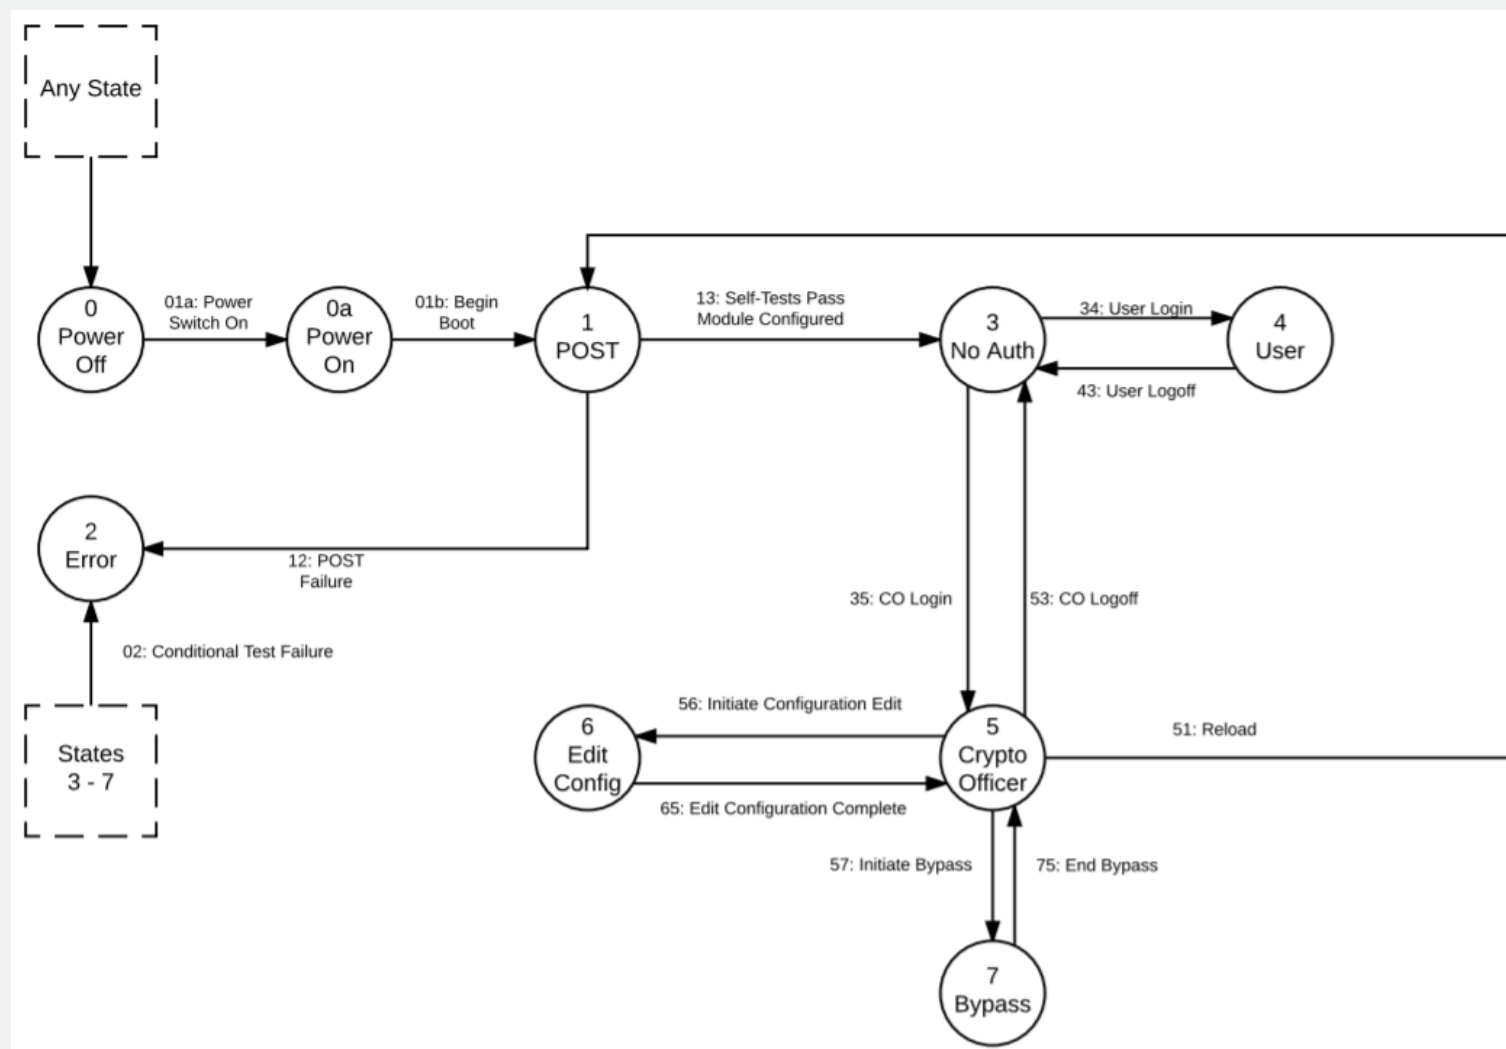 Any State
0
Power
Off
01a: Power
Switch On
0a
Power
On
01b: Begin
Boot
1
POST
13: Self-Tests Pass
Module Configured
3
No Auth
34: User Login
43: User Logoff
4
User
2
Error
12: POST
Failure
02: Conditional Test Failure
States
3 - 7
35: CO Login
53: CO Logoff
56: Initiate Configuration Edit
6
Edit
Config
65: Edit Configuration Complete
5
Crypto
Officer
51: Reload
57: Initiate Bypass
75: End Bypass
7
Bypass